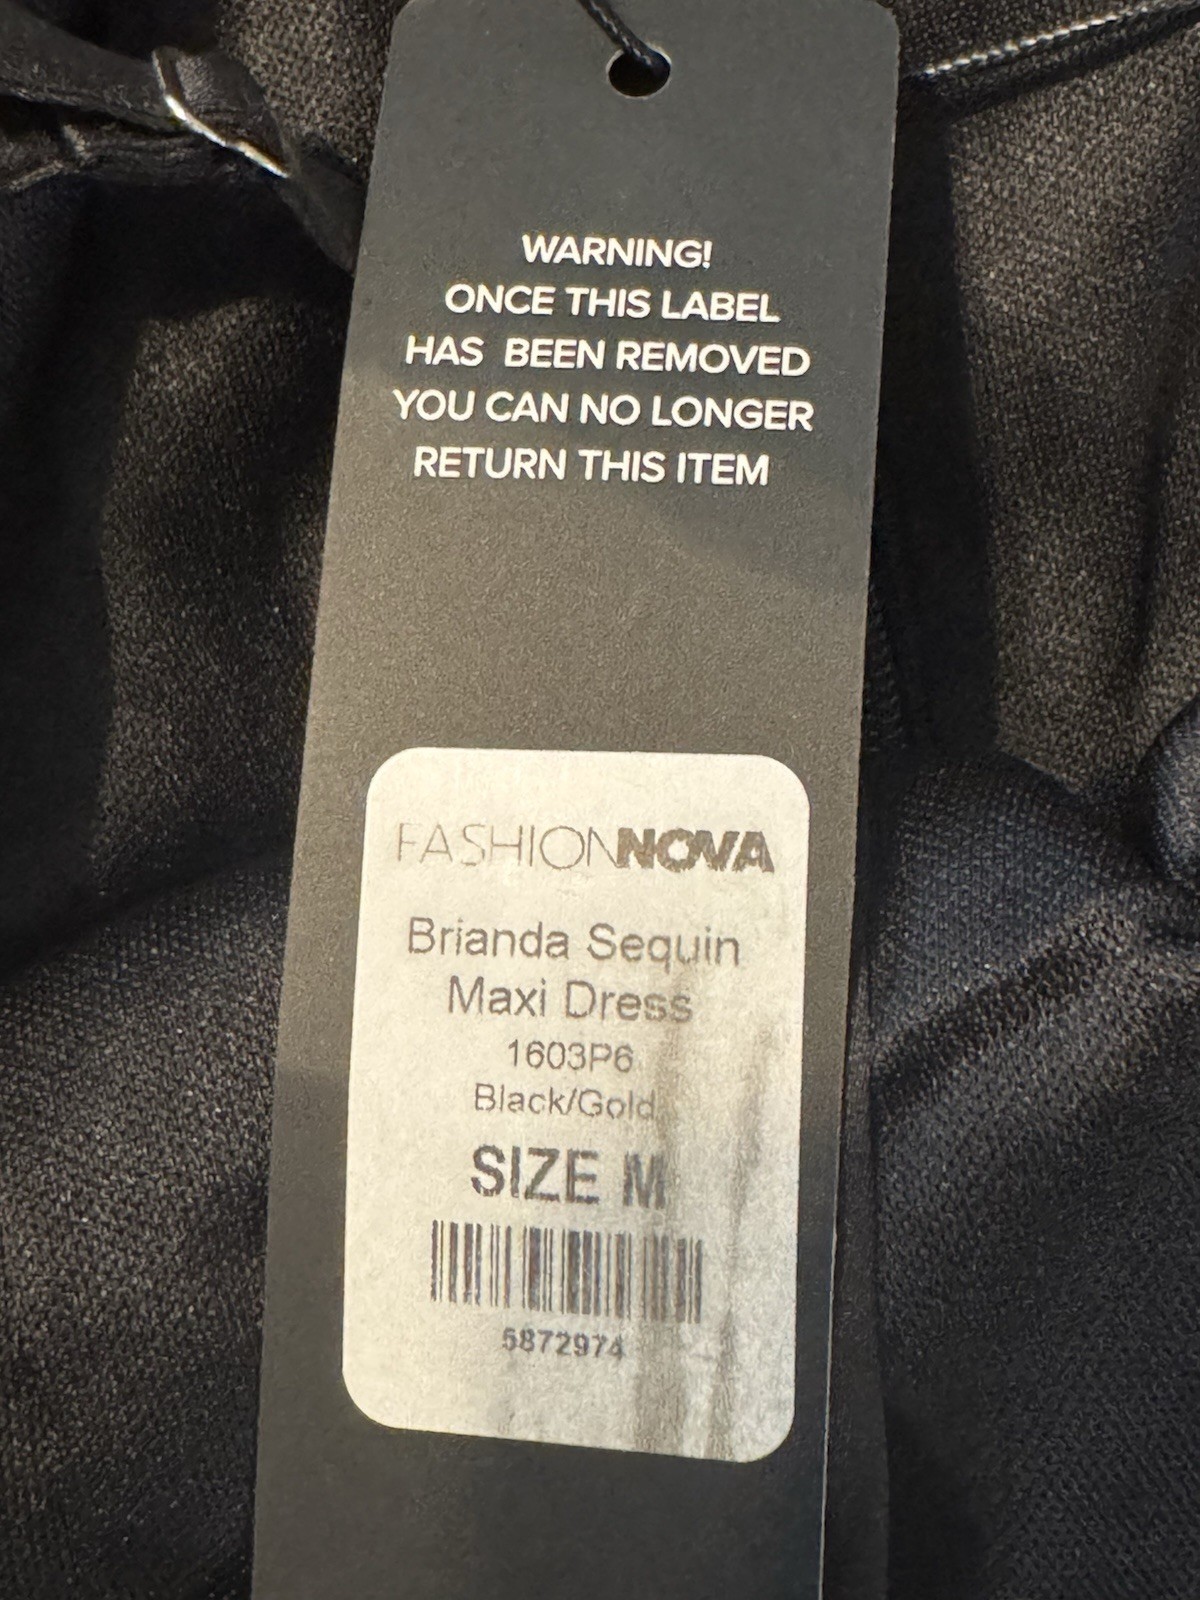 WARNING!
ONCE THIS LABEL
HAS BEEN REMOVED
YOU CAN NO LONGER
RETURN THIS ITEM
FASHIONNOVA
Brianda Sequin
Maxi Dress
1603P6
Black/Gold
SIZE M
5872974